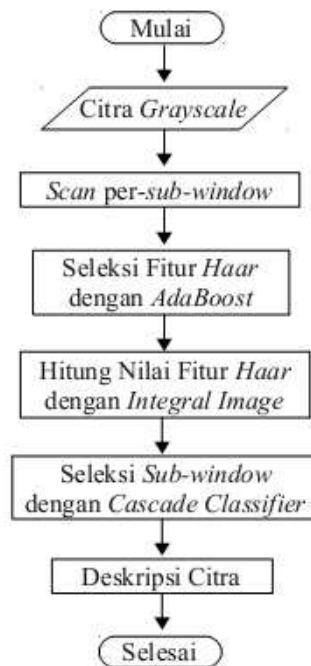 Mulai
Citra Grayscale
Scan per-sub-window
Seleksi Fitur Haar
dengan AdaBoost
Hitung Nilai Fitur Haar
dengan Integral Image
Seleksi Sub-window
dengan Cascade Classifier
Deskripsi Citra
Selesai